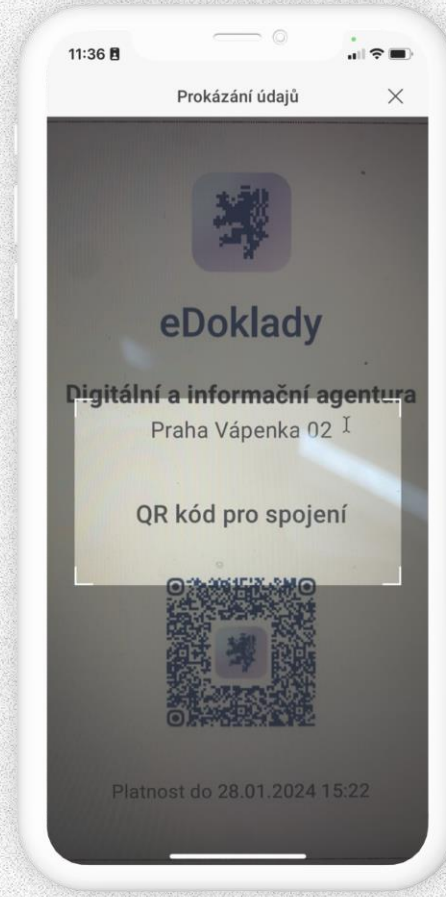 11:36
Prokázání údajů
eDoklady
Digitální a informační agentura
Praha Vápenka 02
QR kód pro spojení
Platnost do 28.01.2024 15:22